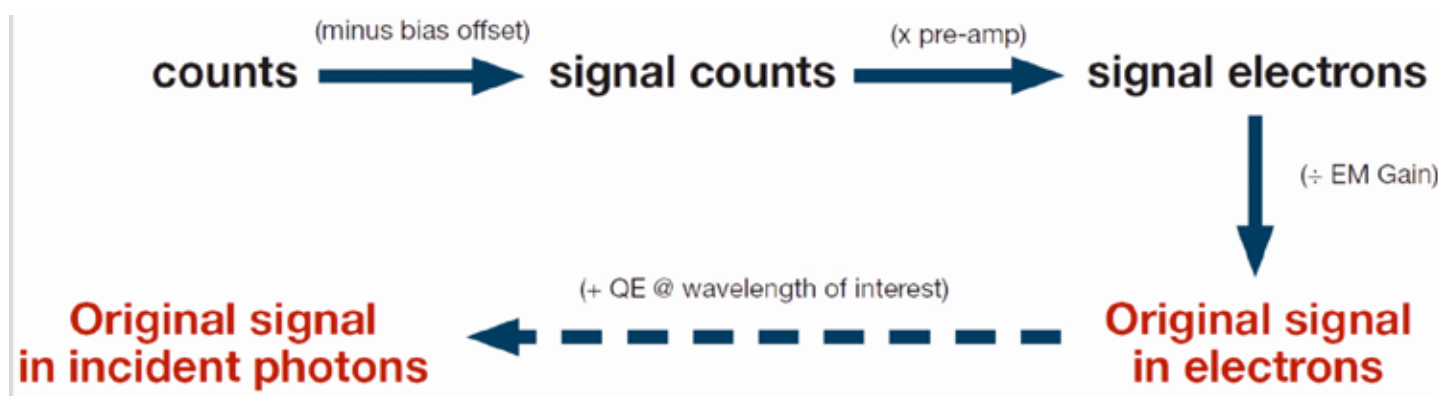 (minus bias offset)
(x pre-amp)
counts
signal counts
signal electrons
(÷ EM Gain)
(+ QE @ wavelength of interest)
Original signal
in incident photons
Original signal
in electrons